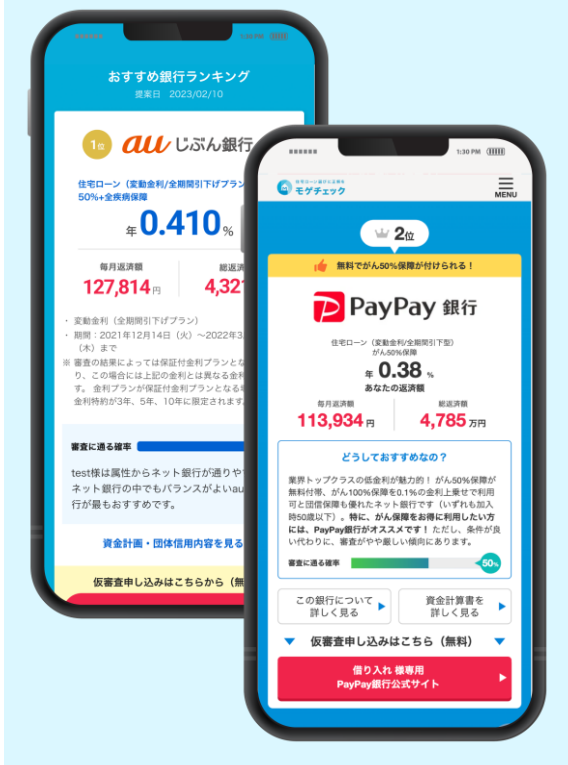 1:30 PM
おすすめ銀行ランキング
提案日 2023/02/10
1位
au じぶん銀行
住宅ローン（変動金利/全期間引下げプラン
50%+全疾病保障
年0.410%
毎月返済額
127,814円
総返済
4,321
・ 変動金利（全期間引下げプラン）
・ 期間：2021年12月14日（火）〜2022年3
（木）まで
※ 審査の結果によっては保証付金利プランとな
り、この場合には上記の金利とは異なる金利
す。 金利プランが保証付金利プランとなる
金利特約が3年、5年、10年に限定されます
審査に通る確率
test様は属性からネット銀行が通りや
ネット銀行の中でもバランスがよいau
行が最もおすすめです。
資金計画・団体信用内容を見る
仮審査申し込みはこちらから（無
1:30 PM
モゲチェック
MENU
2位
無料でがん50%保障が付けられる！
PayPay 銀行
住宅ローン（変動金利/全期間引下型）
がん50%保障
年 0.38 %
あなたの返済額
毎月返済額
113,934 円
総返済額
4,785 万円
どうしておすすめなの？
業界トップクラスの低金利が魅力的！ がん50%保障が
無料付帯、がん100%保障を0.1%の金利上乗せで利用
可と団信保障も優れたネット銀行です（いずれも加入
時50歳以下）。特に、がん保障をお得に利用したい方
には、PayPay銀行がオススメです！ ただし、条件が良
い代わりに、審査がやや厳しい傾向にあります。
審査に通る確率
50%
この銀行について
詳しく見る
資金計算書を
詳しく見る
仮審査申し込みはこちら（無料）
借り入れ 様専用
PayPay銀行公式サイト